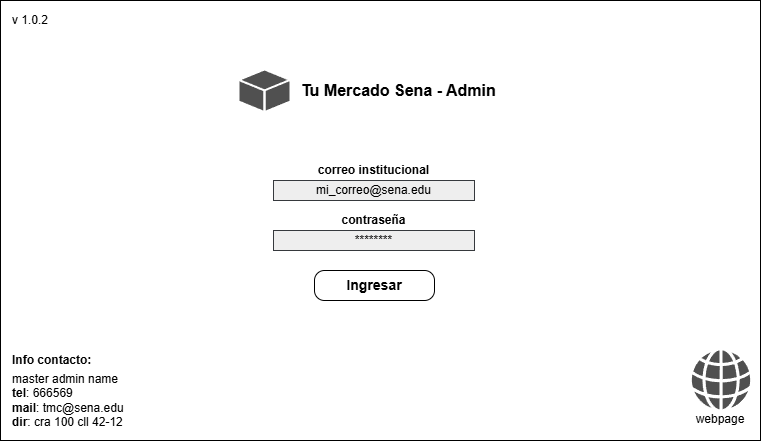 v 1.0.2
Tu Mercado Sena - Admin
correo institucional
mi_correo@sena.edu
contraseña
********
Ingresar
Info contacto:
master admin name
tel: 666569
mail: tmc@sena.edu
dir: cra 100 cll 42-12
webpage